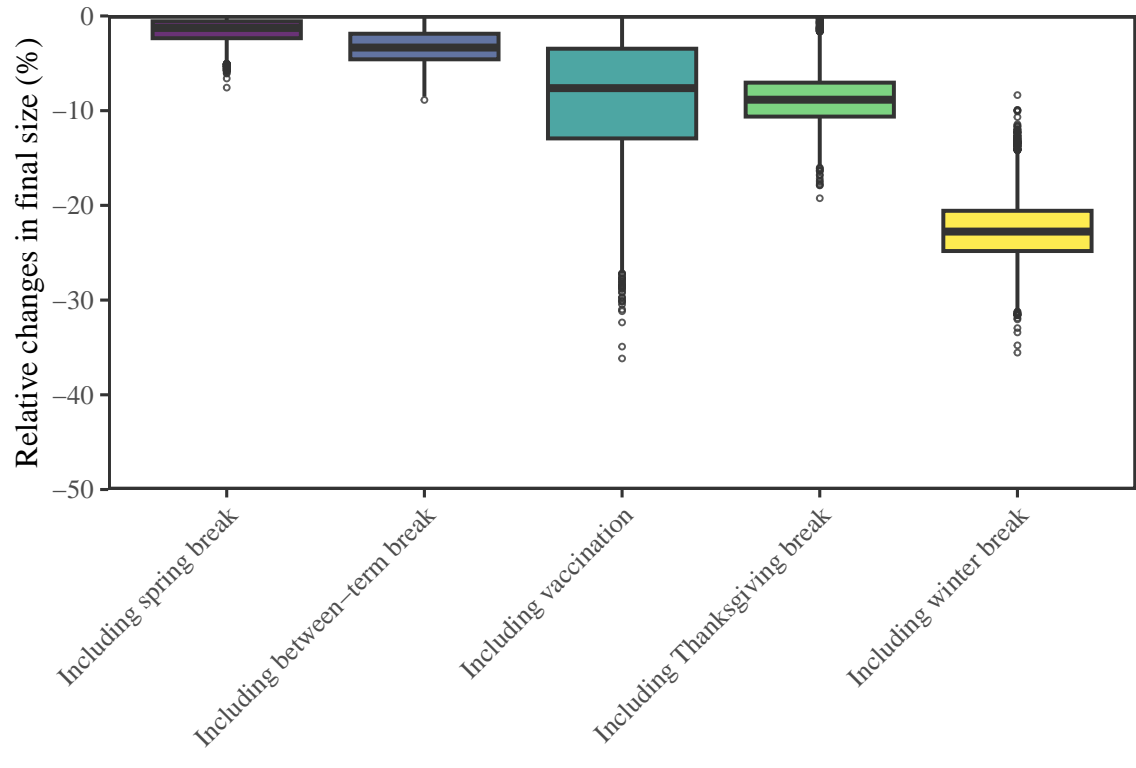 Relative changes in final size (%)
0
−10
−20
−30
−40
−50
Including spring break
Including between−term break
Including vaccination
Including Thanksgiving break
Including winter break